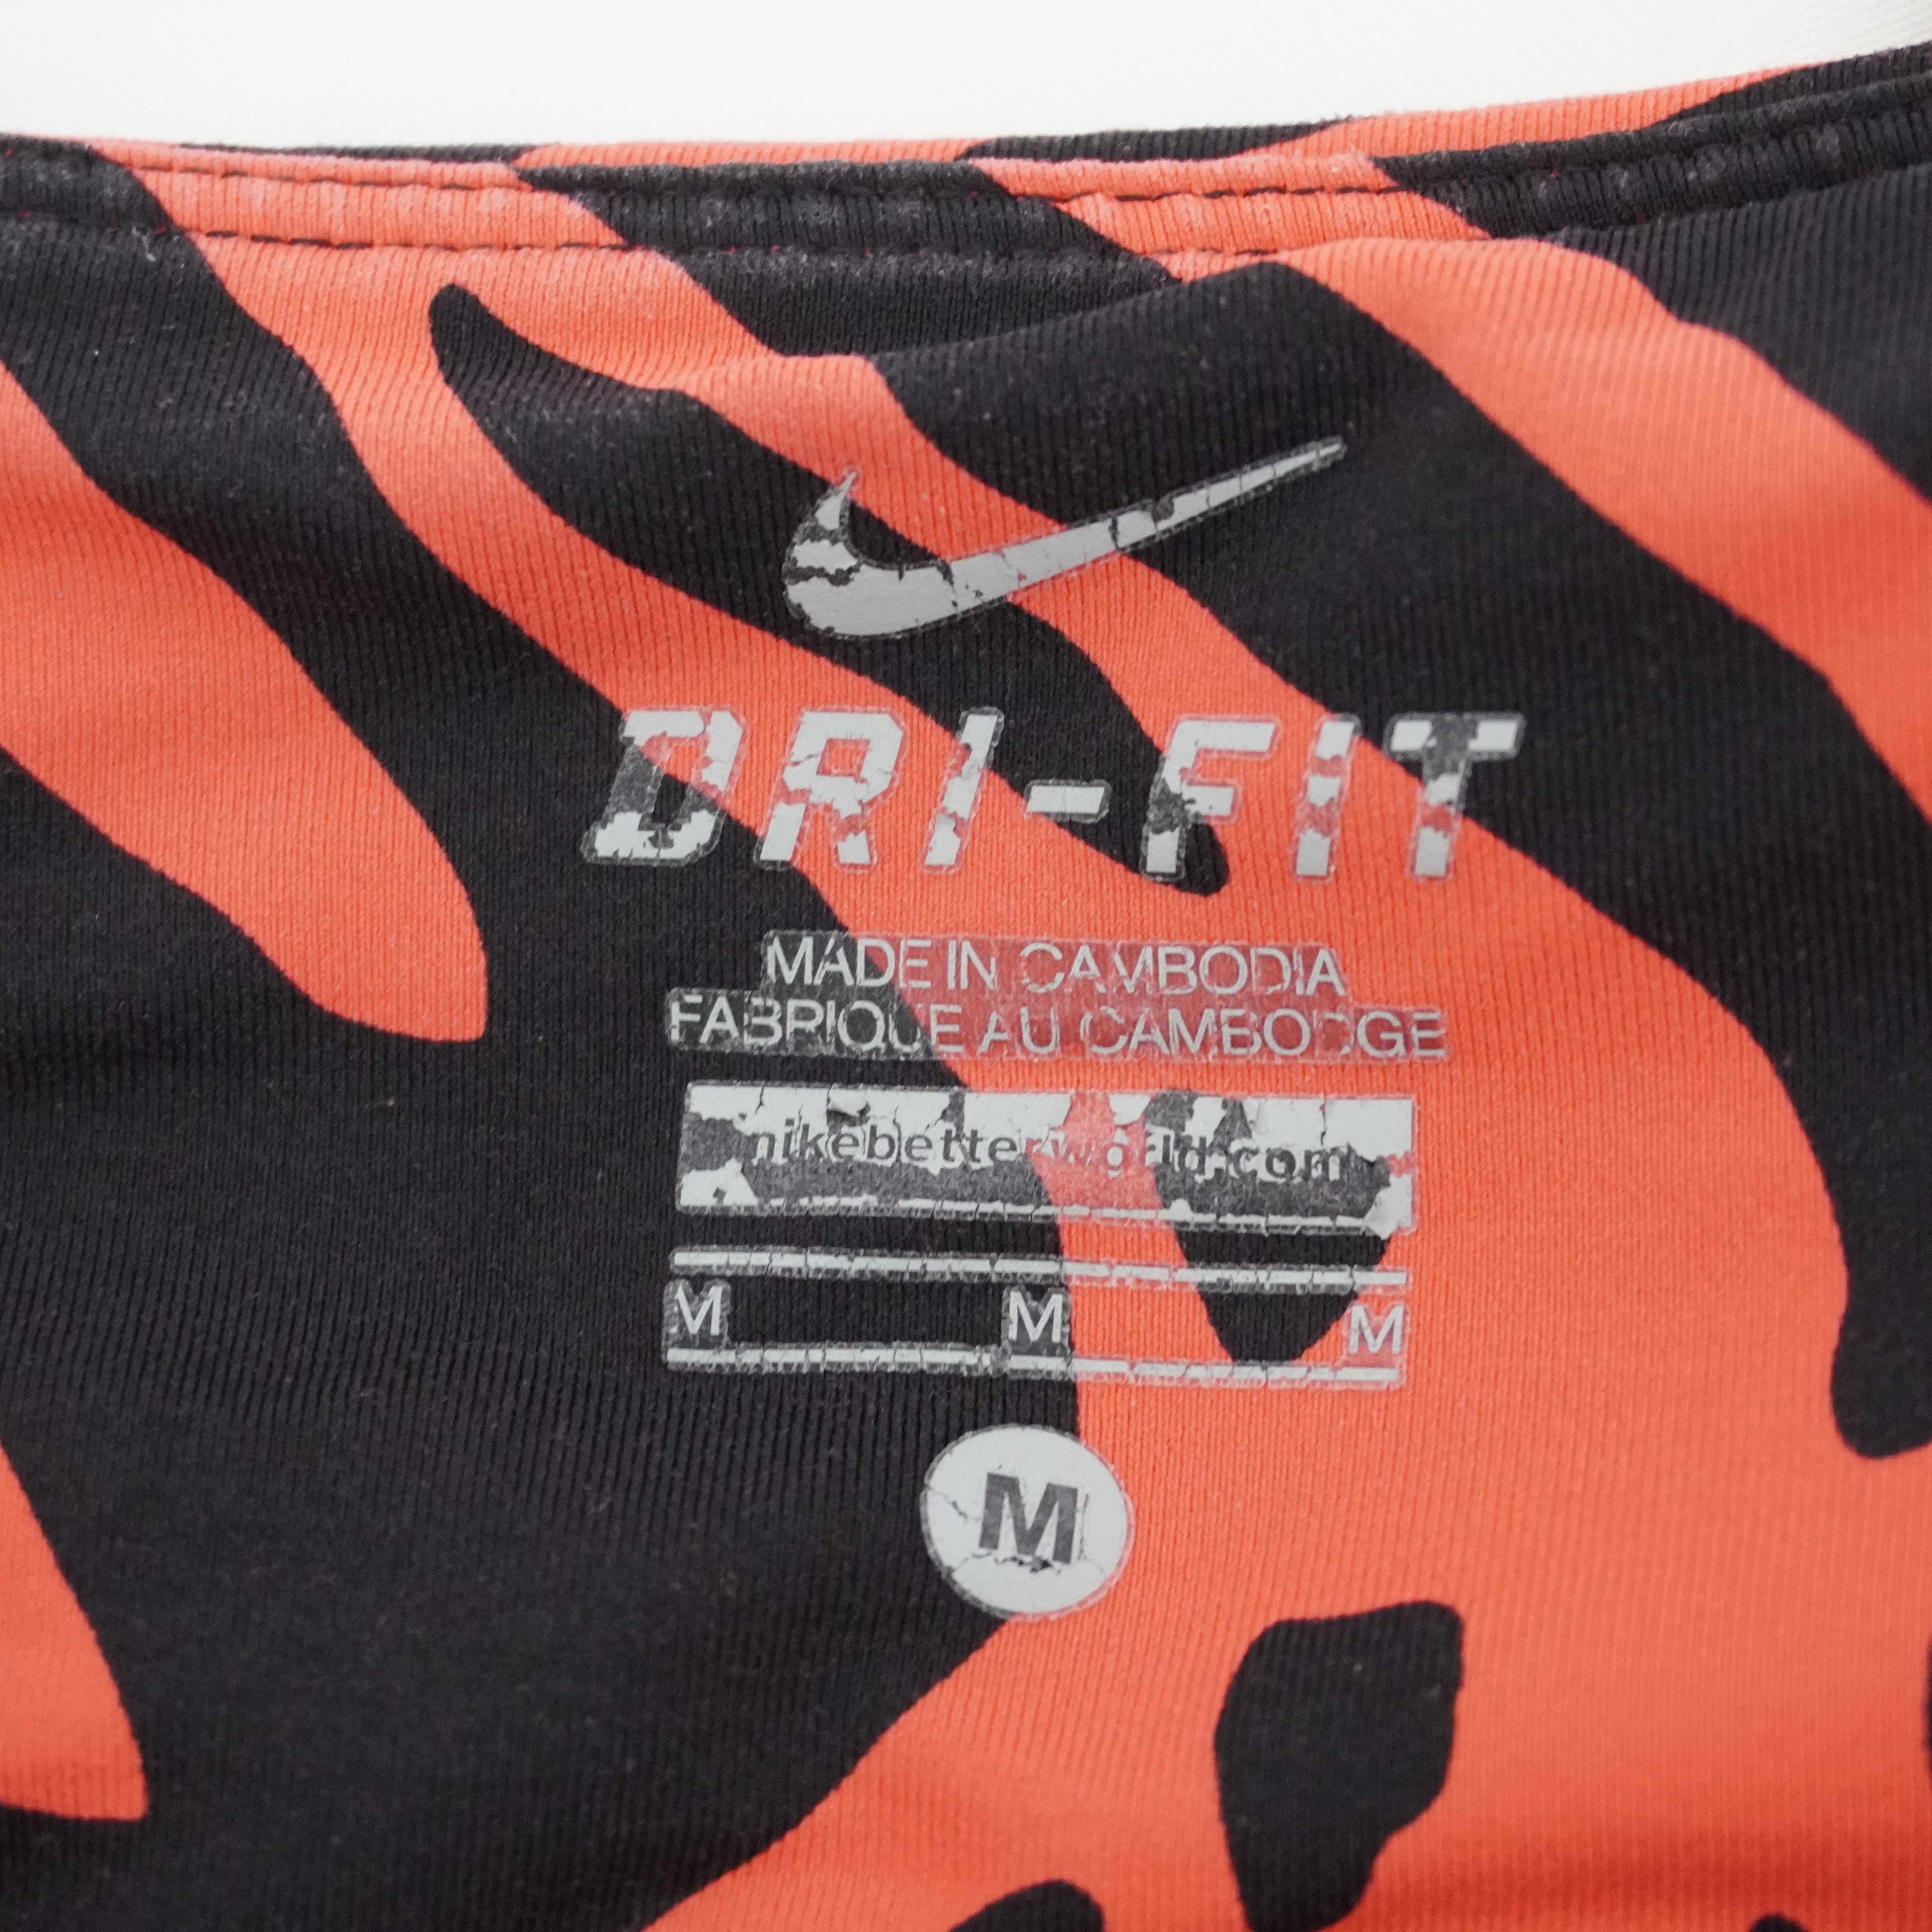 DRI-FIT
MADE IN CAMBODIA
FABRIQUE AU CAMBODGE
nikebetterworld.com
M M M
M